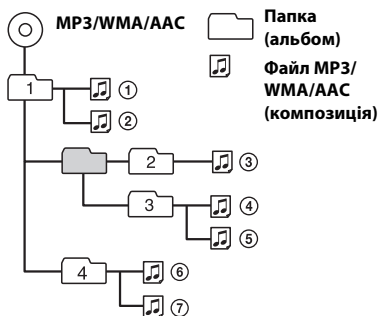 MP3/WMA/AAC
Папка
(альбом)
Файл MP3/
WMA/AAC
(композиція)
1
①
②
2
③
3
④
⑤
4
⑥
⑦